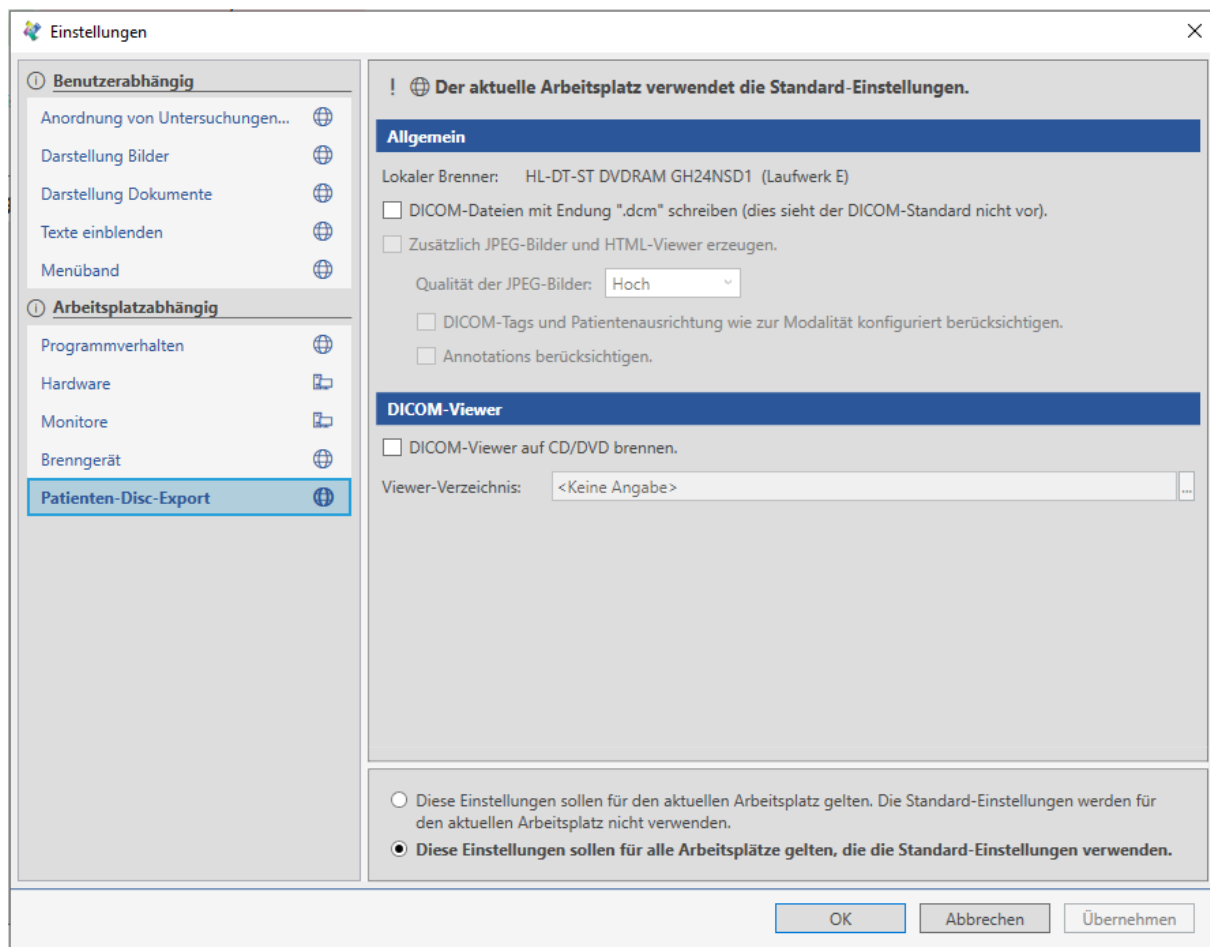 Einstellungen
Benutzerabhängig
Anordnung von Untersuchungen...
Darstellung Bilder
Darstellung Dokumente
Texte einblenden
Menüband
Arbeitsplatzabhängig
Programmverhalten
Hardware
Monitore
Brenngerät
Patienten-Disc-Export
! Der aktuelle Arbeitsplatz verwendet die Standard-Einstellungen.
Allgemein
Lokaler Brenner: HL-DT-ST DVDRAM GH24NSD1 (Laufwerk E)
DICOM-Dateien mit Endung ".dcm" schreiben (dies sieht der DICOM-Standard nicht vor).
Zusätzlich JPEG-Bilder und HTML-Viewer erzeugen.
Qualität der JPEG-Bilder: Hoch
DICOM-Tags und Patientenausrichtung wie zur Modalität konfiguriert berücksichtigen.
Annotations berücksichtigen.
DICOM-Viewer
DICOM-Viewer auf CD/DVD brennen.
Viewer-Verzeichnis: <Keine Angabe> ...
Diese Einstellungen sollen für den aktuellen Arbeitsplatz gelten. Die Standard-Einstellungen werden für
den aktuellen Arbeitsplatz nicht verwenden.
Diese Einstellungen sollen für alle Arbeitsplätze gelten, die die Standard-Einstellungen verwenden.
OK Abbrechen Übernehmen